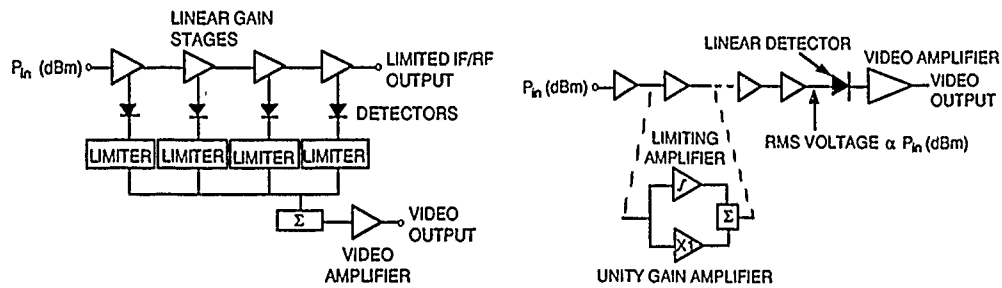 LINEAR GAIN
STAGES
Pin (dBm)
LIMITED IF/RF
OUTPUT
DETECTORS
LIMITER
LIMITER
LIMITER
LIMITER
Σ
VIDEO
OUTPUT
VIDEO
AMPLIFIER
LINEAR
DETECTOR
VIDEO AMPLIFIER
VIDEO
OUTPUT
Pin (dBm)
RMS VOLTAGE α Pin (dBm)
LIMITING
AMPLIFIER
∫
Σ
X1
UNITY GAIN AMPLIFIER